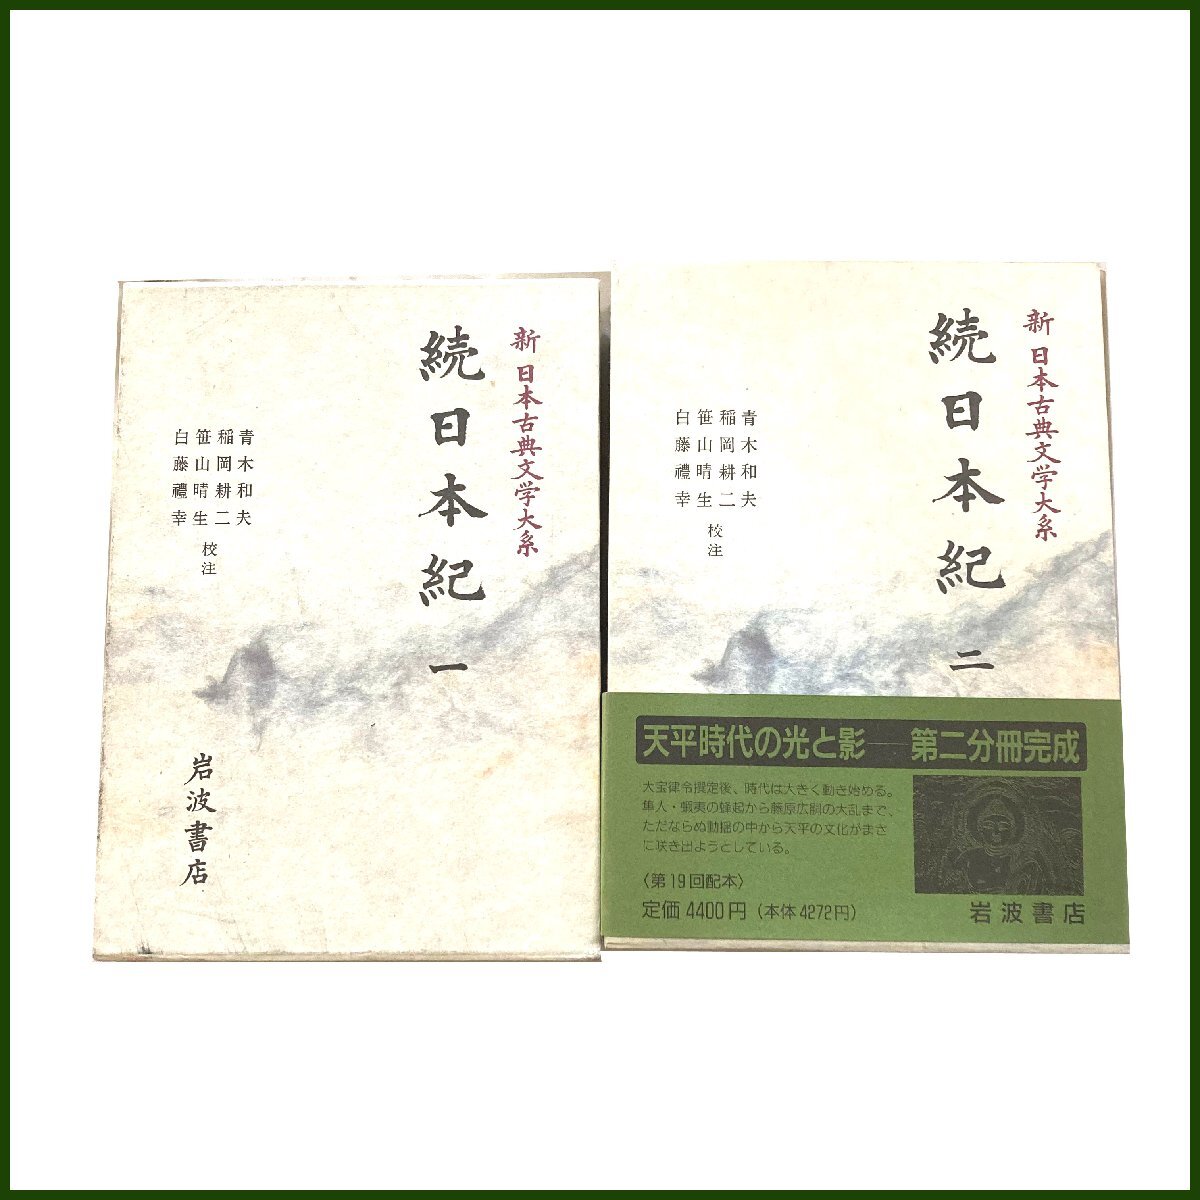 新日本古典文学大系
続日本紀 一
青木和夫
稲岡耕二
笹山晴生
白藤禮幸
校注
岩波書店
新日本古典文学大系
続日本紀 二
青木和夫
稲岡耕二
笹山晴生
白藤禮幸
校注
天平時代の光と影── 第二分冊完成
大宝律令撰定後、時代は大きく動き始める。
隼人・蝦夷の蜂起から藤原広嗣の大乱まで、
ただならぬ動揺の中から天平の文化がまさ
に咲き出ようとしている。
〈第19回配本〉
定価4400円(本体4272円)
岩波書店